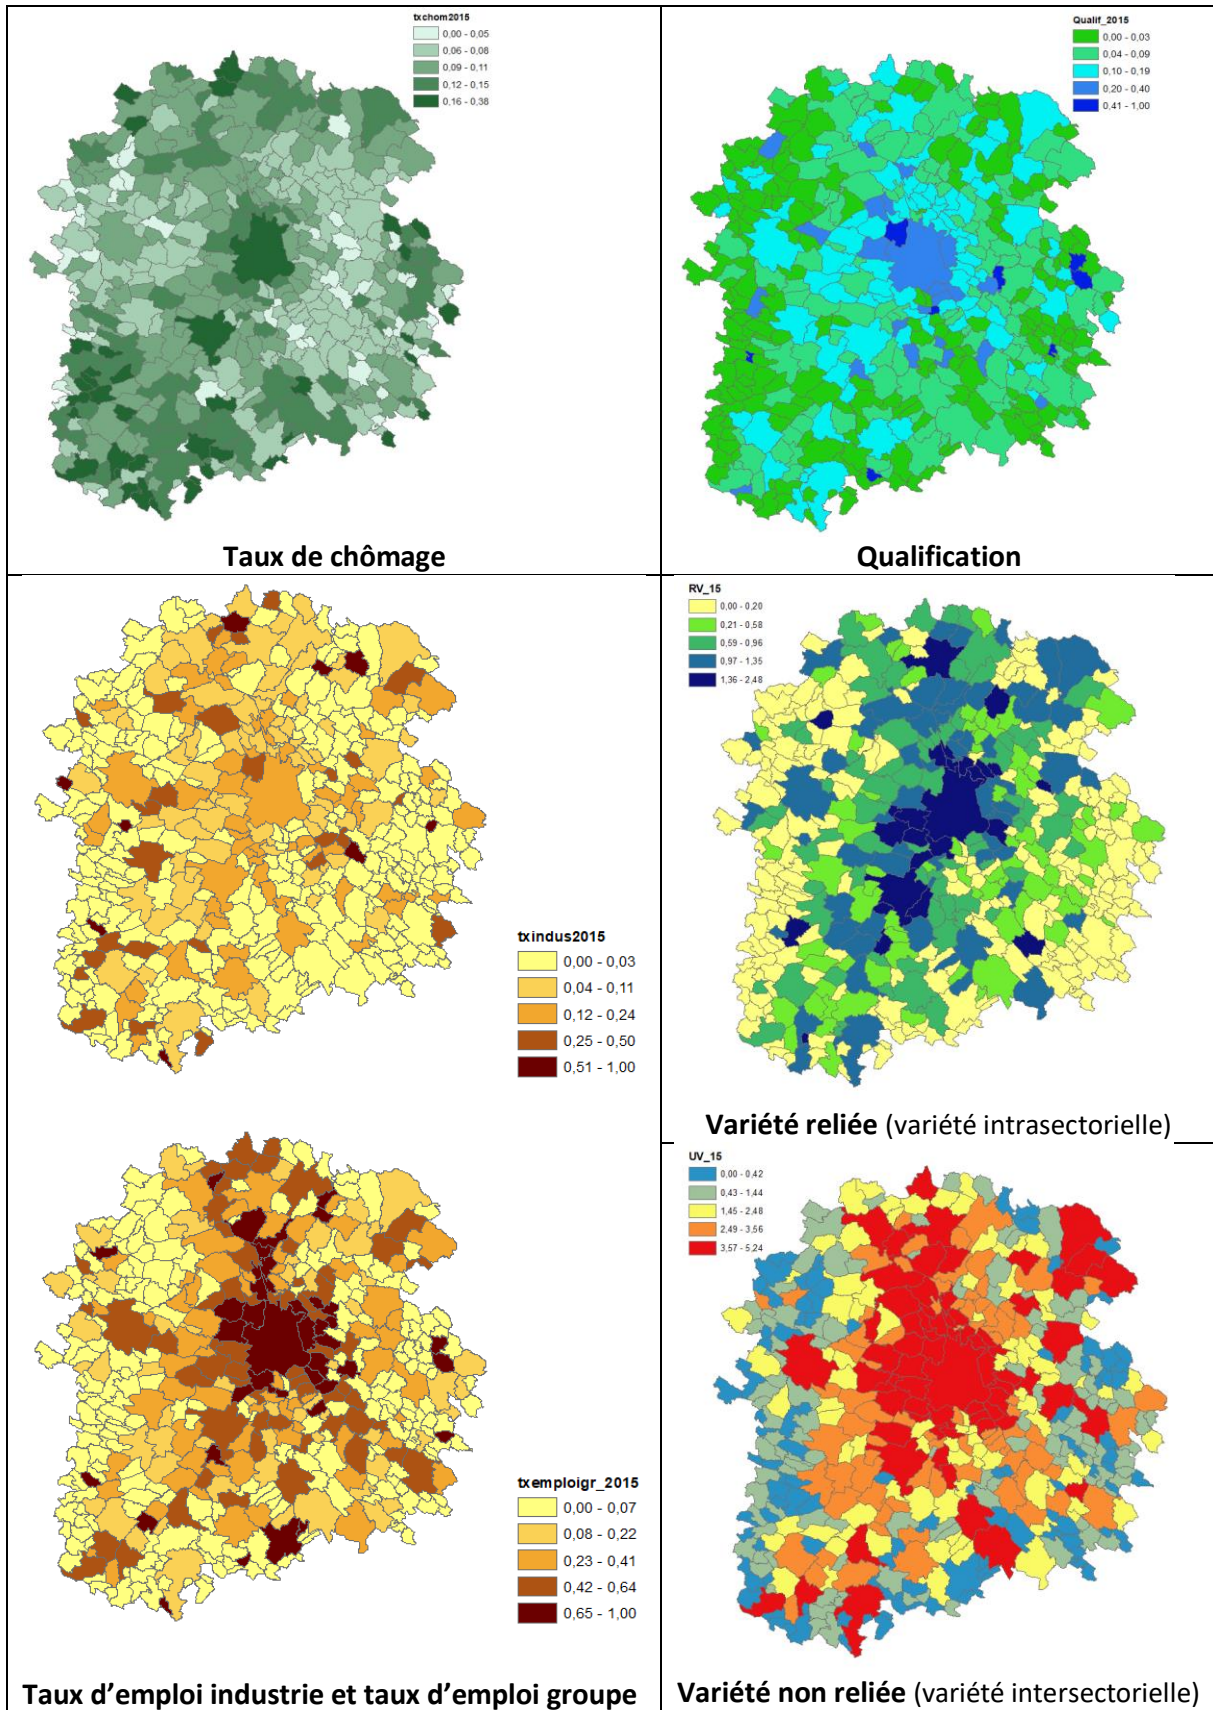 txchom2015
0,00 - 0,05
0,06 - 0,08
0,09 - 0,11
0,12 - 0,15
0,16 - 0,38
Taux de chômage
Qualif_2015
0,00 - 0,03
0,04 - 0,09
0,10 - 0,19
0,20 - 0,40
0,41 - 1,00
Qualification
txindus2015
0,00 - 0,03
0,04 - 0,11
0,12 - 0,24
0,25 - 0,50
0,51 - 1,00
RV_15
0,00 - 0,20
0,21 - 0,58
0,59 - 0,96
0,97 - 1,35
1,36 - 2,48
Variété reliée (variété intrasectorielle)
txemploigr_2015
0,00 - 0,07
0,08 - 0,22
0,23 - 0,41
0,42 - 0,64
0,65 - 1,00
Taux d’emploi industrie et taux d’emploi groupe
UV_15
0,00 - 0,42
0,43 - 1,44
1,45 - 2,48
2,49 - 3,56
3,57 - 5,24
Variété non reliée (variété intersectorielle)